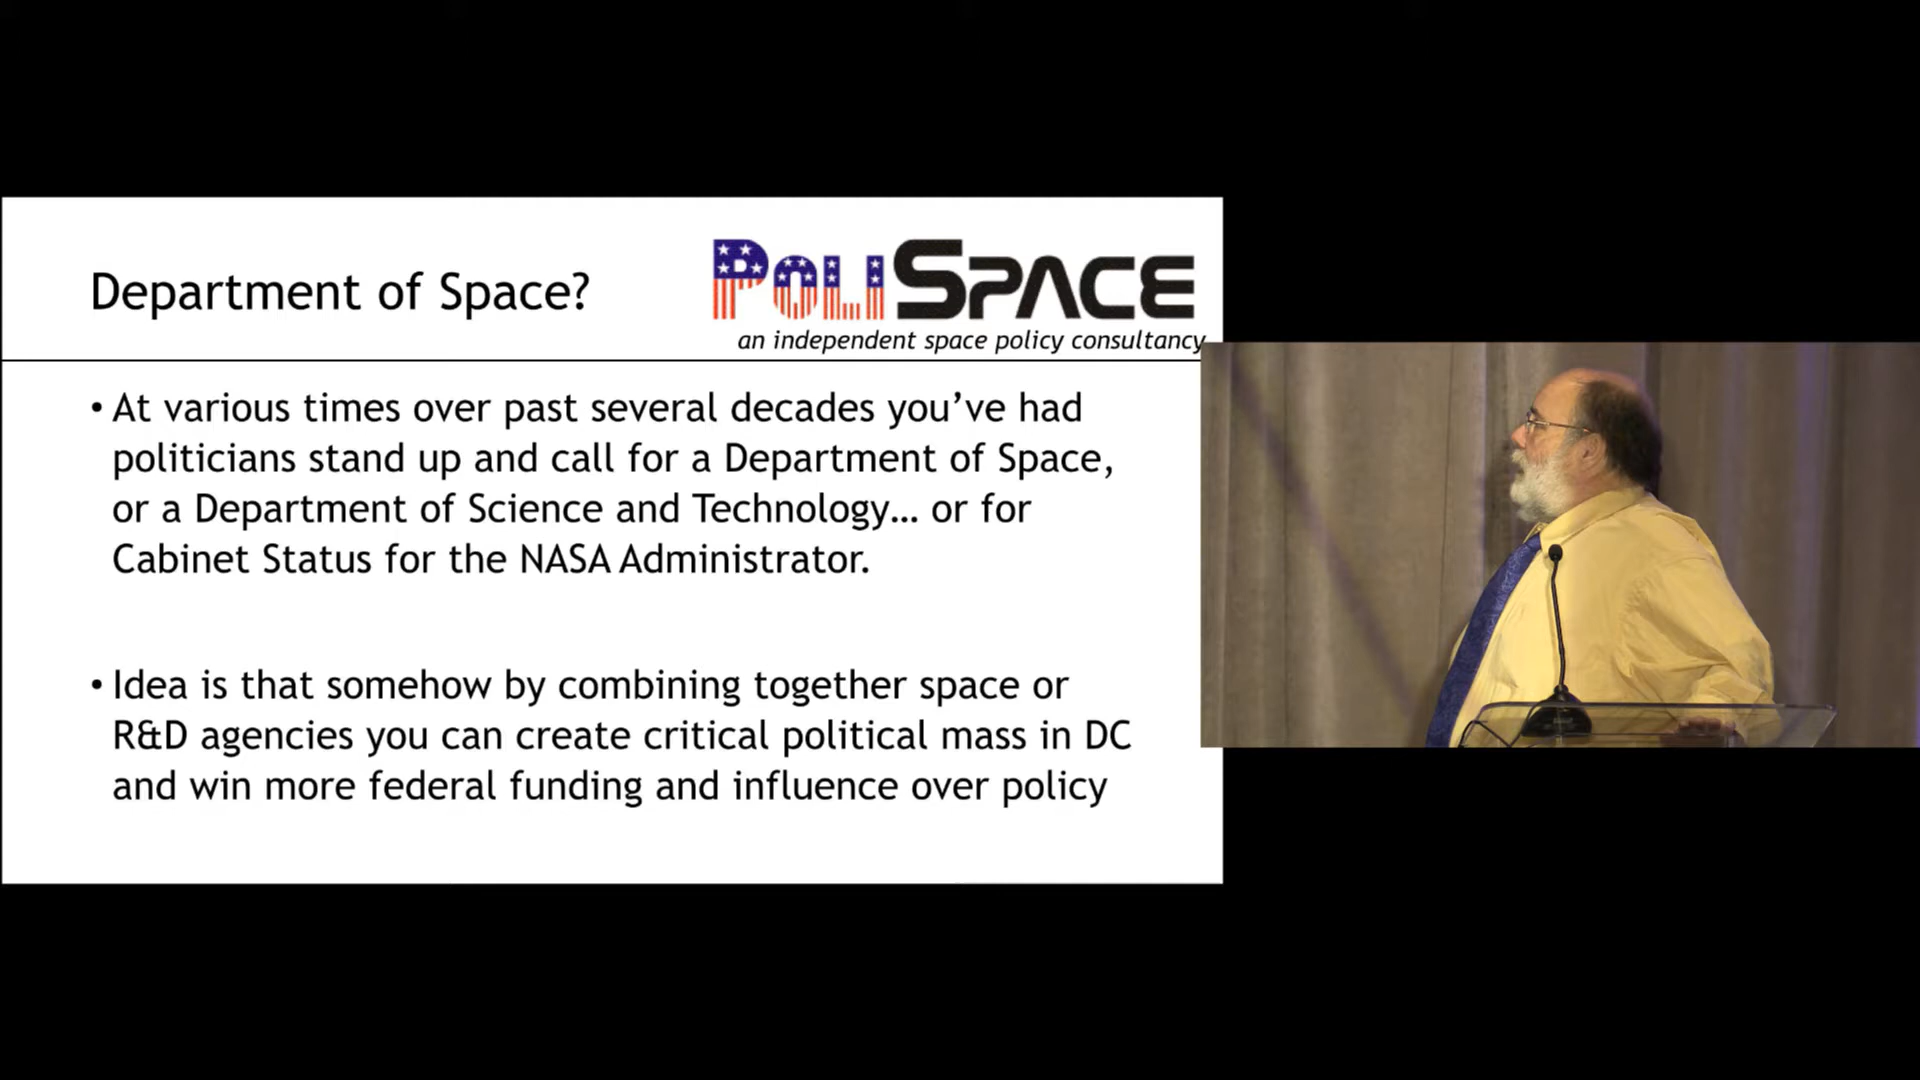 Department of Space?
POLISPACE
an independent space policy consultancy
• At various times over past several decades you’ve had
politicians stand up and call for a Department of Space,
or a Department of Science and Technology… or for
Cabinet Status for the NASA Administrator.
• Idea is that somehow by combining together space or
R&D agencies you can create critical political mass in DC
and win more federal funding and influence over policy